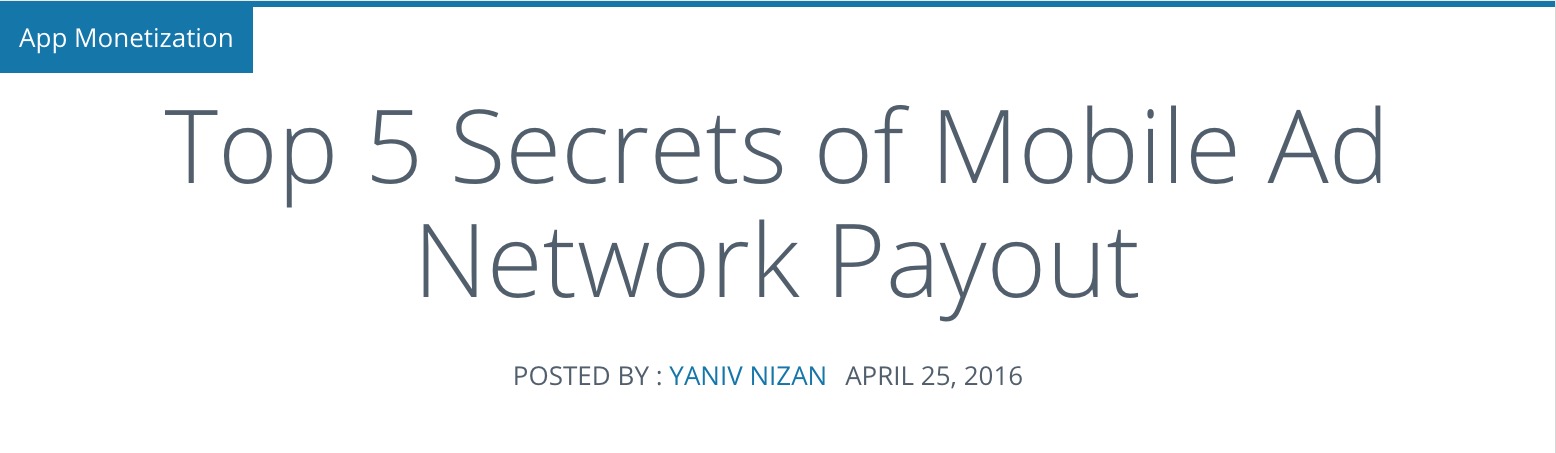 App Monetization
Top 5 Secrets of Mobile Ad
Network Payout
POSTED BY : YANIV NIZAN APRIL 25, 2016